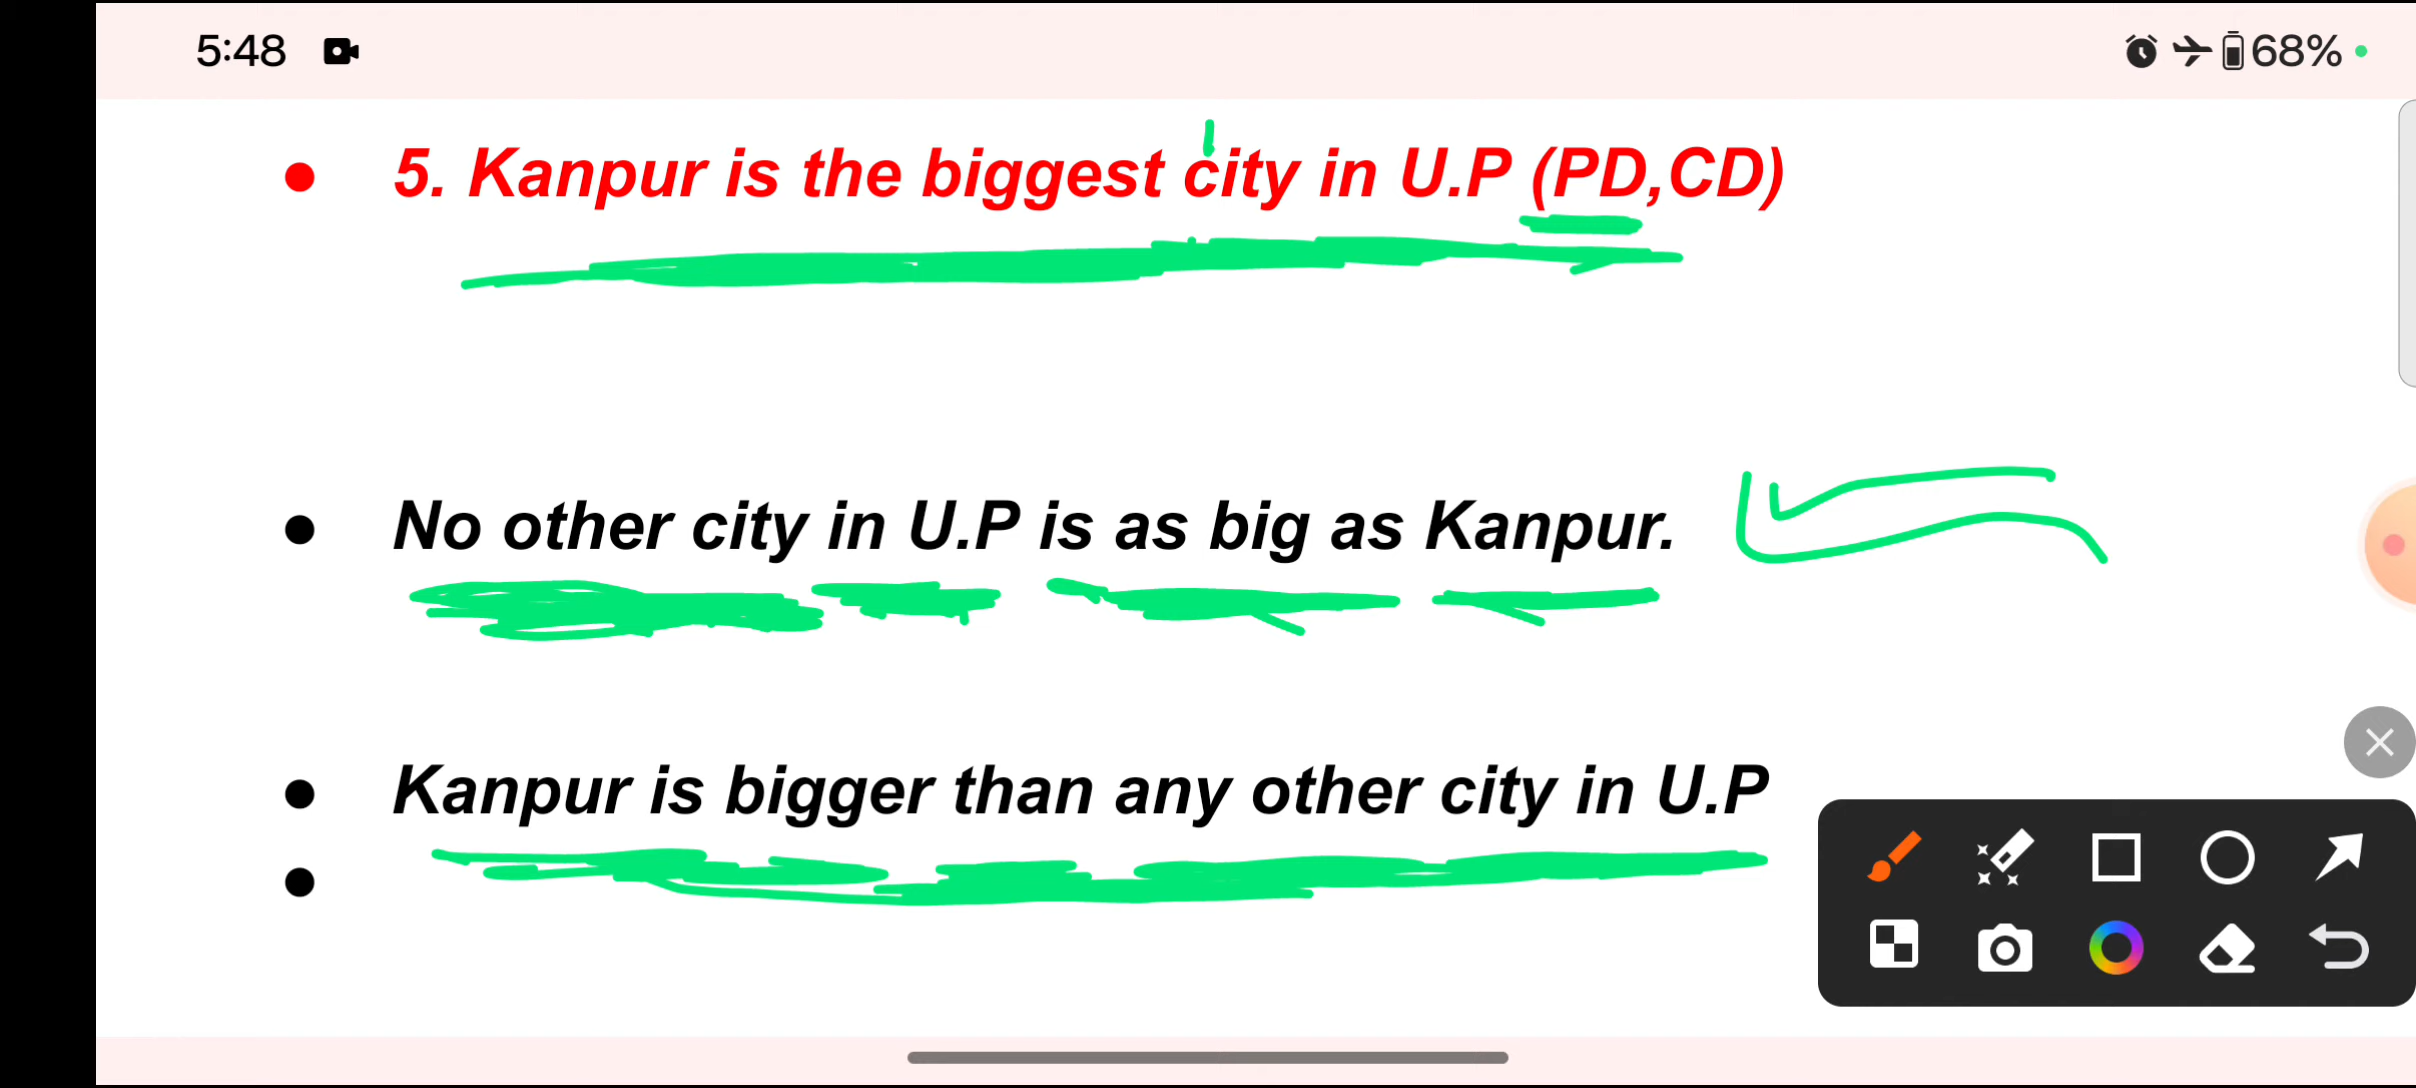 5:48 68%
5. Kanpur is the biggest city in U.P (PD,CD)
No other city in U.P is as big as Kanpur.
Kanpur is bigger than any other city in U.P